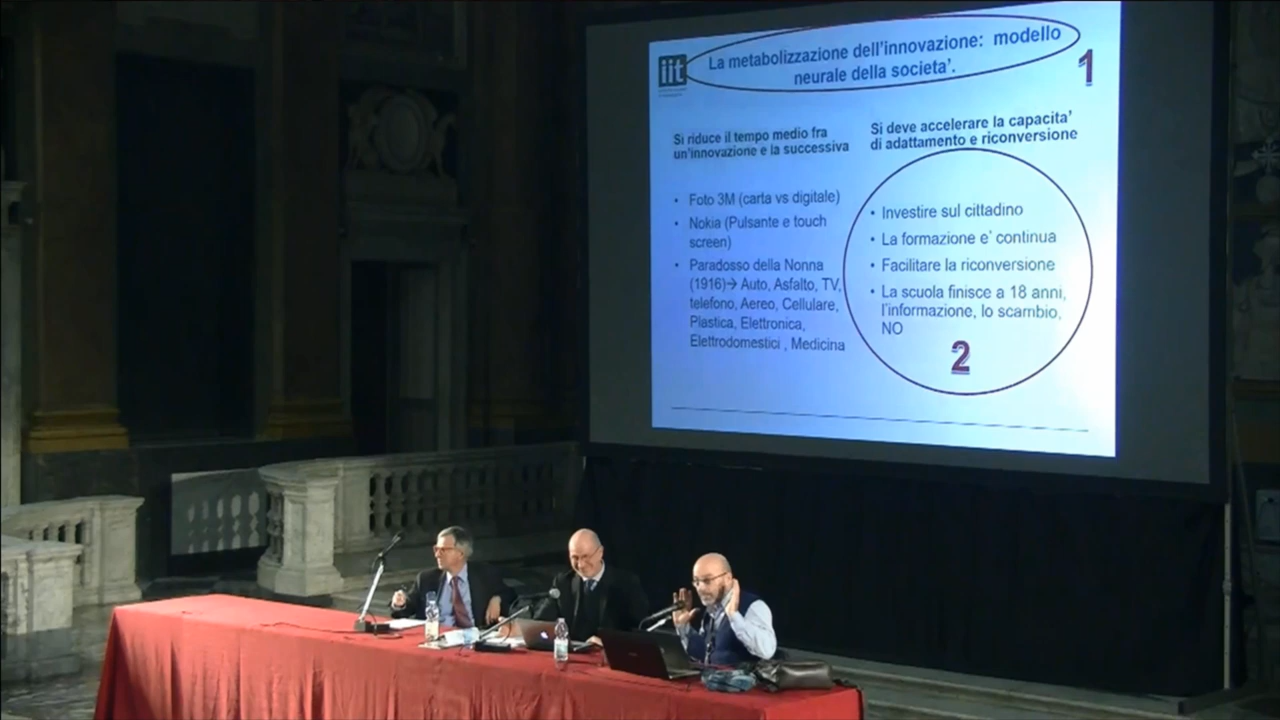 iit
La metabolizzazione dell'innovazione: modello
neurale della societa'.
1
Si riduce il tempo medio fra
un'innovazione e la successiva
• Foto 3M (carta vs digitale)
• Nokia (Pulsante e touch
screen)
• Paradosso della Nonna
(1916)→ Auto, Asfalto, TV,
telefono, Aereo, Cellulare,
Plastica, Elettronica,
Elettrodomestici , Medicina
Si deve accelerare la capacita'
di adattamento e riconversione
• Investire sul cittadino
• La formazione e' continua
• Facilitare la riconversione
• La scuola finisce a 18 anni,
l'informazione, lo scambio,
NO
2